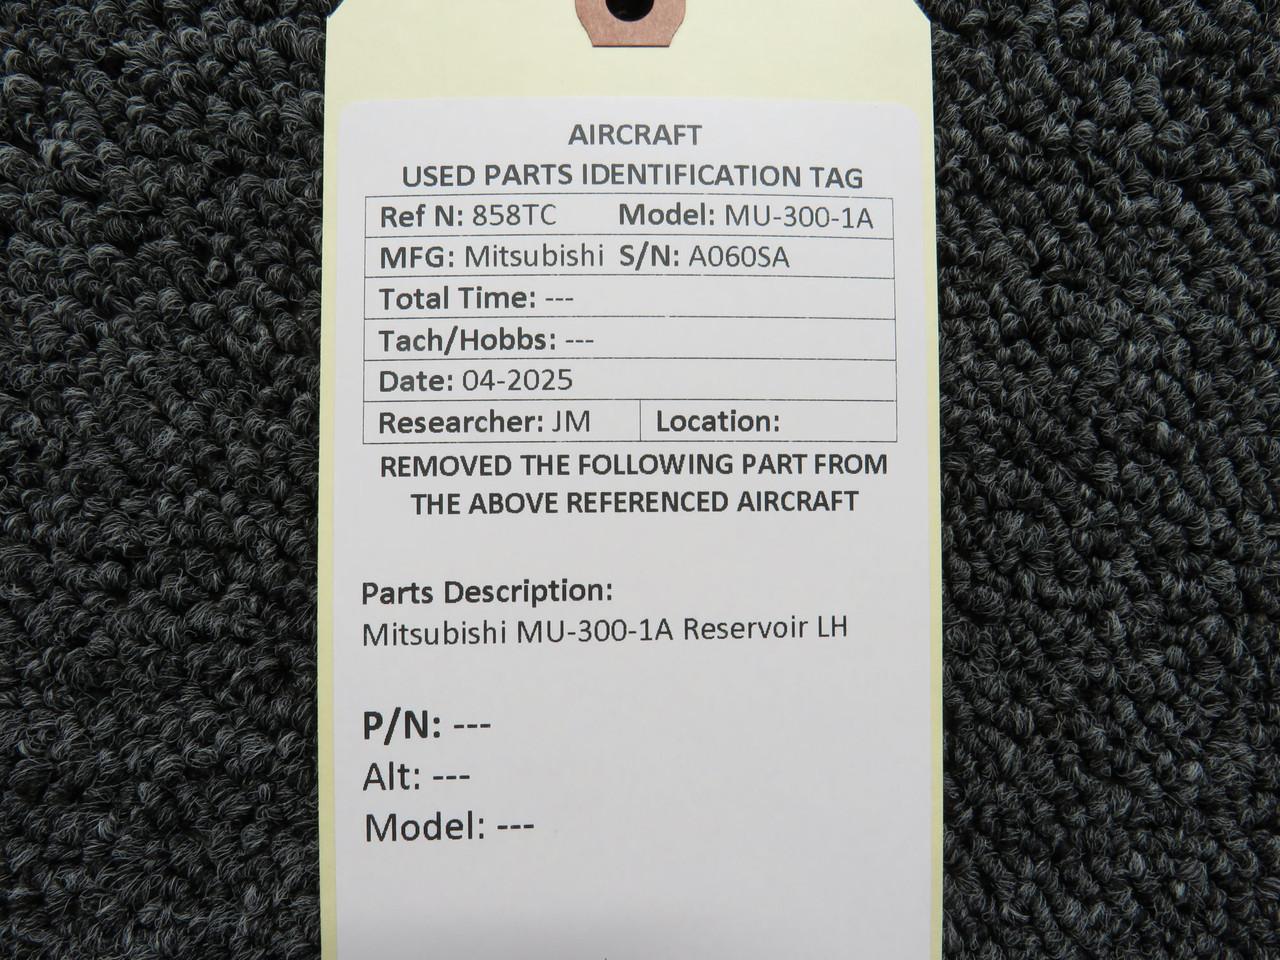 AIRCRAFT
USED PARTS IDENTIFICATION TAG
Ref N: 858TC Model: MU-300-1A
MFG: Mitsubishi S/N: A060SA
Total Time: ---
Tach/Hobbs: ---
Date: 04-2025
Researcher: JM Location:
REMOVED THE FOLLOWING PART FROM
THE ABOVE REFERENCED AIRCRAFT
Parts Description:
Mitsubishi MU-300-1A Reservoir LH
P/N: ---
Alt: ---
Model: ---